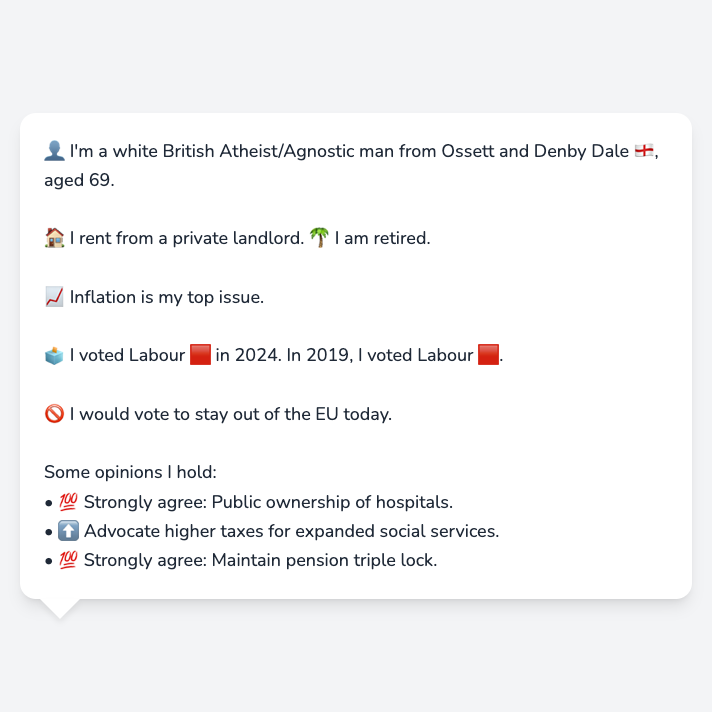 👤 I'm a white British Atheist/Agnostic man from Ossett and Denby Dale 🏴󠁧󠁢󠁥󠁮󠁧󠁿,
aged 69.
🏠 I rent from a private landlord. 🌴 I am retired.
📈 Inflation is my top issue.
🗳️ I voted Labour 🟥 in 2024. In 2019, I voted Labour 🟥.
🚫 I would vote to stay out of the EU today.
Some opinions I hold:
• 💯 Strongly agree: Public ownership of hospitals.
• ⬆️ Advocate higher taxes for expanded social services.
• 💯 Strongly agree: Maintain pension triple lock.